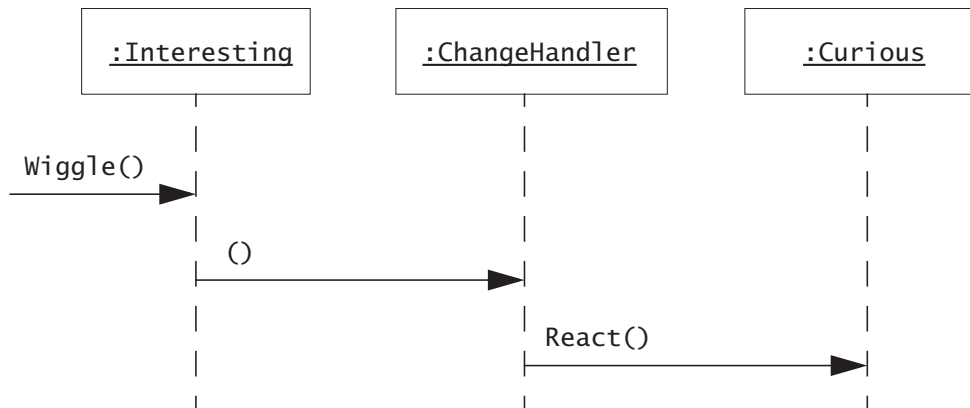 :Interesting
:ChangeHandler
:Curious
Wiggle()
()
React()